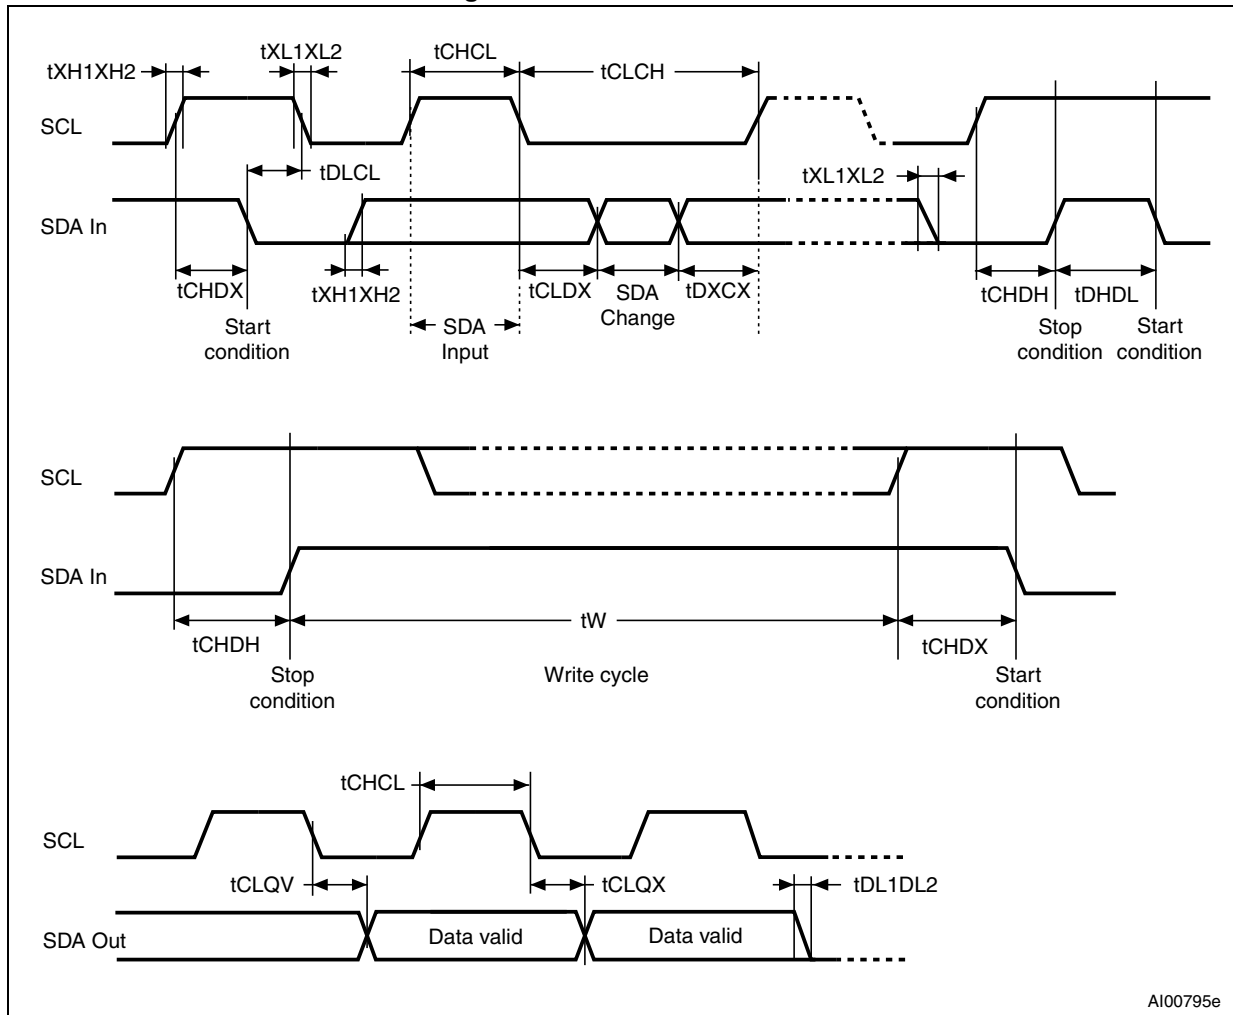 tXH1XH2
tXL1XL2
tCHCL
tCLCH
SCL
tDLCL
tXL1XL2
SDA In
tCHDX
tXH1XH2
tCLDX
SDA
Change
tDXCX
tCHDH
tDHDL
Start
condition
SDA
Input
Stop
condition
Start
condition
SCL
SDA In
tCHDH
tW
tCHDX
Stop
condition
Write cycle
Start
condition
tCHCL
SCL
tCLQV
tCLQX
tDL1DL2
SDA Out
Data valid
Data valid
AI00795e